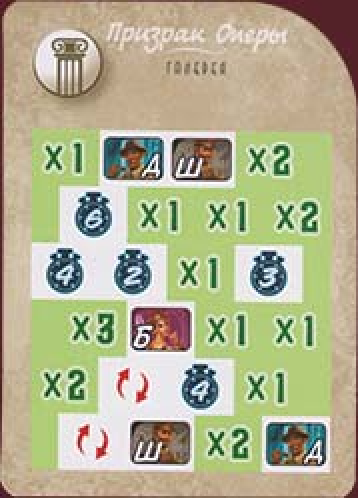 Призрак Оперы
ГАЛЕРЕЯ
X1 Д Ш X2
6 X1 X1 X2
4 2 X1 3
X3 Б X1 X1
X2 4 X1
Ш X2 Д